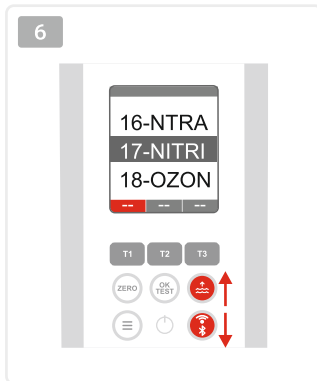 6
16-NTRA
17-NITRI
18-OZON
-- -- --
T1 T2 T3
ZERO OK TEST